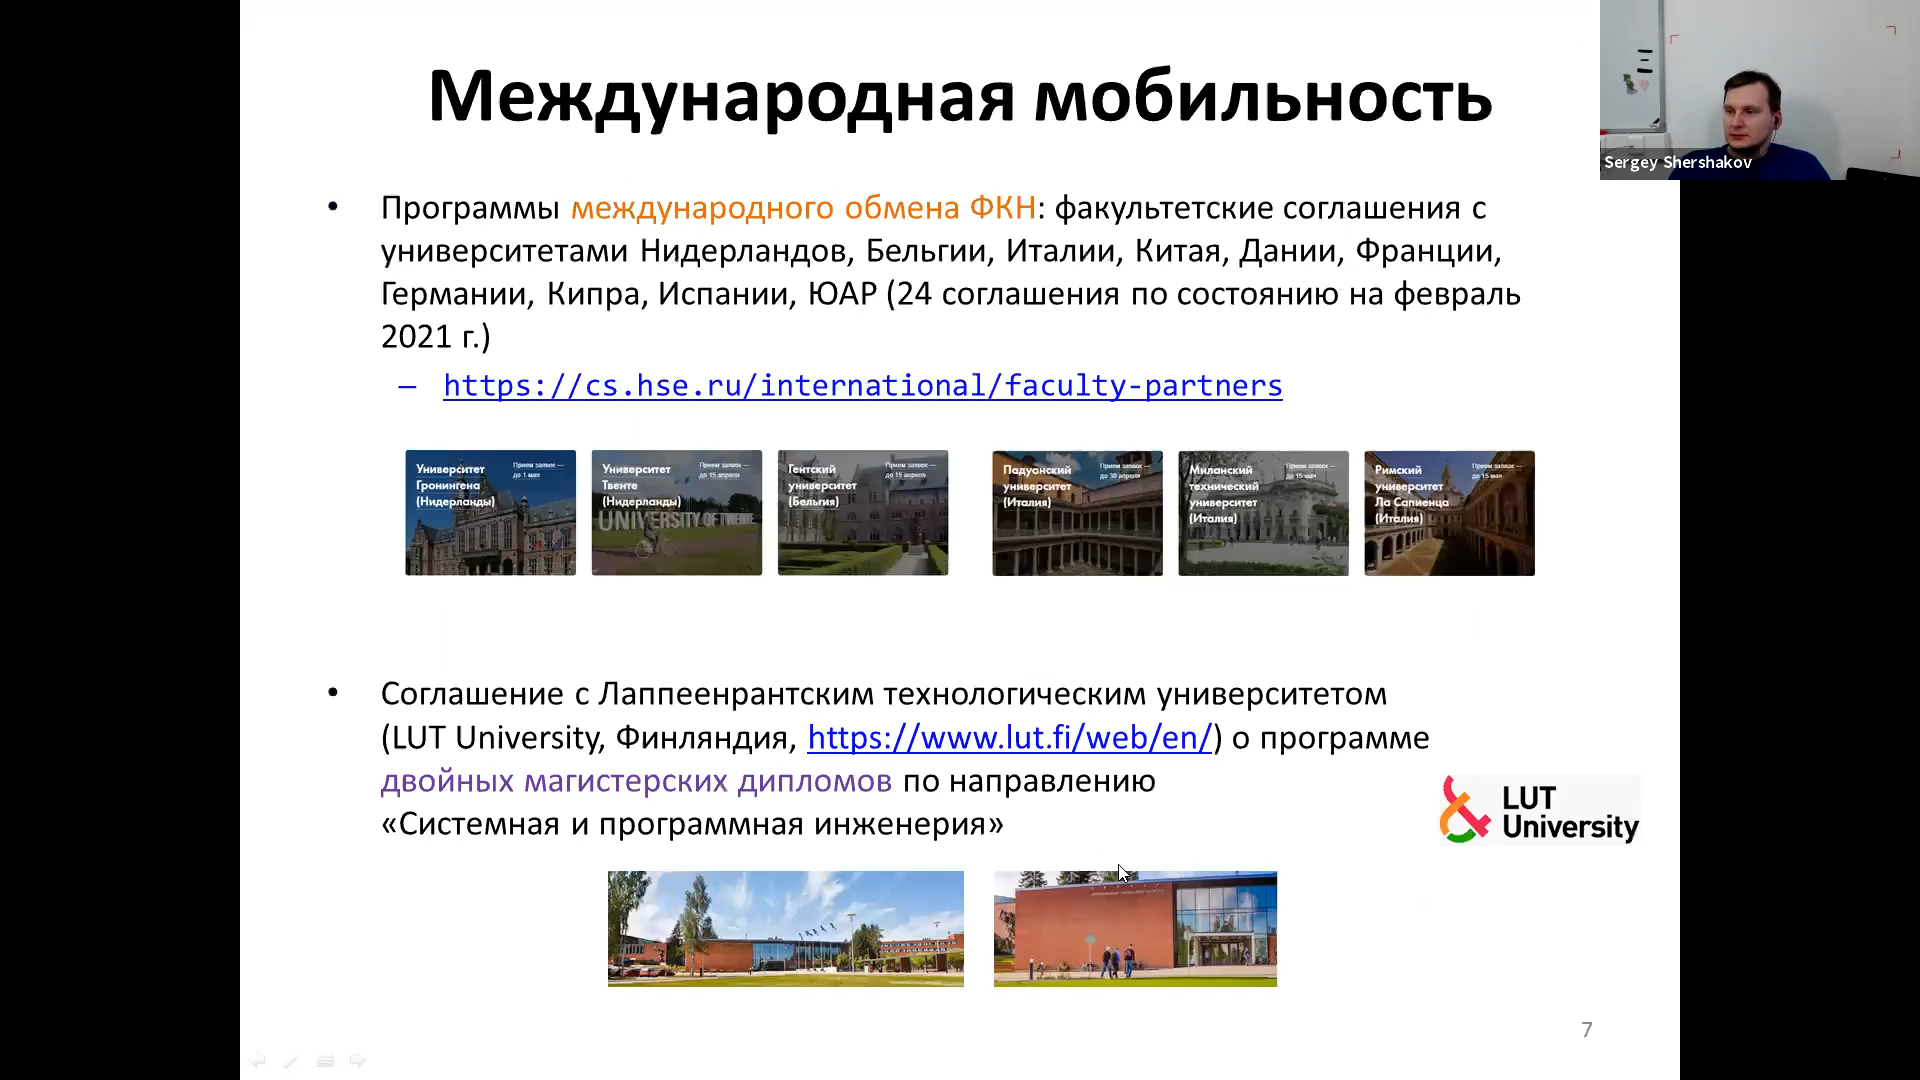 Международная мобильность
Sergey Shershakov
• Программы международного обмена ФКН: факультетские соглашения с
университетами Нидерландов, Бельгии, Италии, Китая, Дании, Франции,
Германии, Кипра, Испании, ЮАР (24 соглашения по состоянию на февраль
2021 г.)
– https://cs.hse.ru/international/faculty-partners
Университет
Гронингена
(Нидерланды)
Прием заявок —
до 1 мая
Университет
Твенте
(Нидерланды)
Прием заявок —
до 15 апреля
UNIVERSITY OF TWENTE
Гентский
университет
(Бельгия)
Прием заявок —
до 15 апреля
Падуанский
университет
(Италия)
Прием заявок —
до 30 апреля
Миланский
технический
университет
(Италия)
Прием заявок —
до 15 мая
Римский
университет
Ла Сапиенца
(Италия)
Прием заявок —
до 15 мая
• Соглашение с Лаппеенрантским технологическим университетом
(LUT University, Финляндия, https://www.lut.fi/web/en/) о программе
двойных магистерских дипломов по направлению
«Системная и программная инженерия»
LUT
University
7